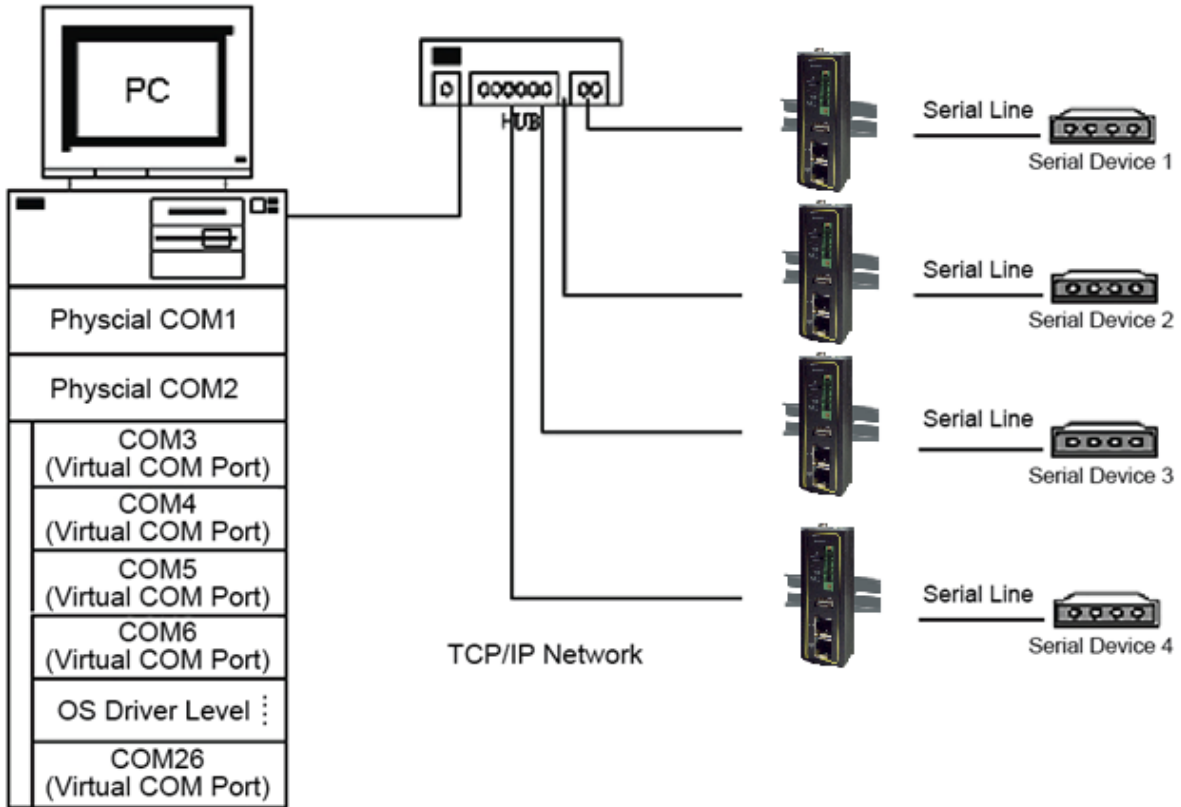 PC
HUB
Physcial COM1
Physcial COM2
COM3
(Virtual COM Port)
COM4
(Virtual COM Port)
COM5
(Virtual COM Port)
COM6
(Virtual COM Port)
OS Driver Level
COM26
(Virtual COM Port)
TCP/IP Network
Serial Line
Serial Device 1
Serial Line
Serial Device 2
Serial Line
Serial Device 3
Serial Line
Serial Device 4